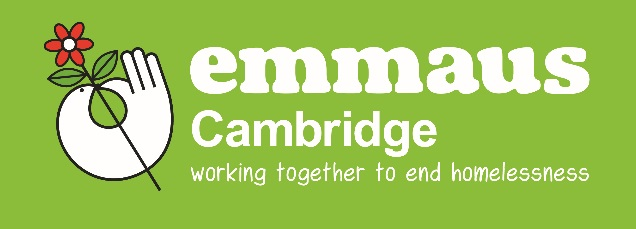 emmaus
Cambridge
working together to end homelessness